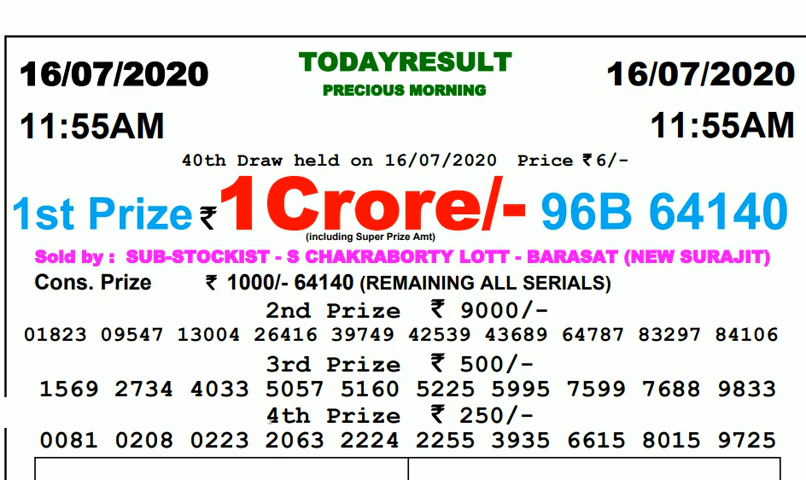 16/07/2020 TODAYRESULT 16/07/2020
PRECIOUS MORNING
11:55AM 11:55AM
40th Draw held on 16/07/2020 Price ₹6/-
1st Prize ₹1Crore/- 96B 64140
(including Super Prize Amt)
Sold by : SUB-STOCKIST - S CHAKRABORTY LOTT - BARASAT (NEW SURAJIT)
Cons. Prize ₹ 1000/- 64140 (REMAINING ALL SERIALS)
2nd Prize ₹ 9000/-
01823 09547 13004 26416 39749 42539 43689 64787 83297 84106
3rd Prize ₹ 500/-
1569 2734 4033 5057 5160 5225 5995 7599 7688 9833
4th Prize ₹ 250/-
0081 0208 0223 2063 2224 2255 3935 6615 8015 9725